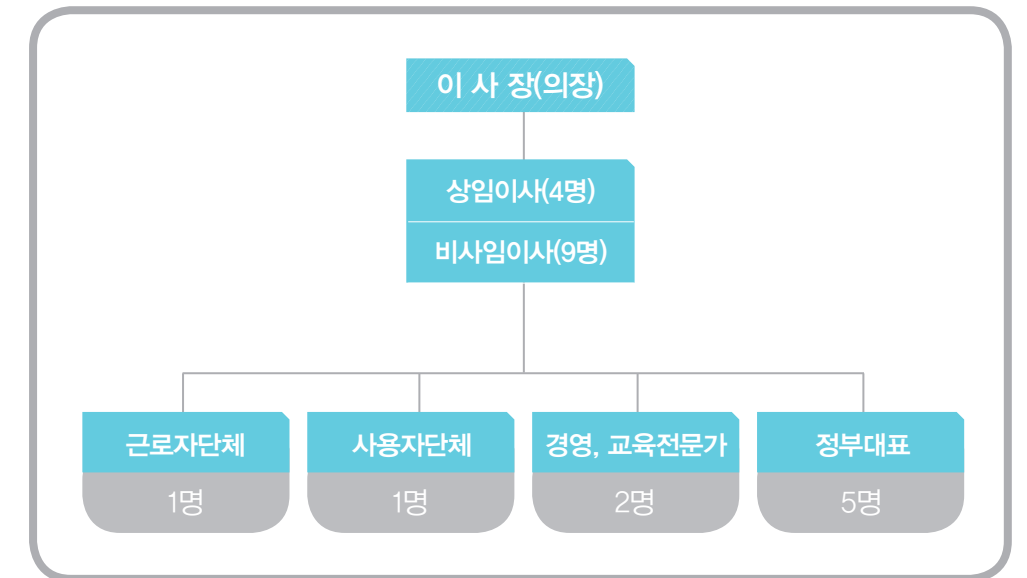 이 사 장(의장)
상임이사(4명)
비사임이사(9명)
근로자단체
1명
사용자단체
1명
경영, 교육전문가
2명
정부대표
5명